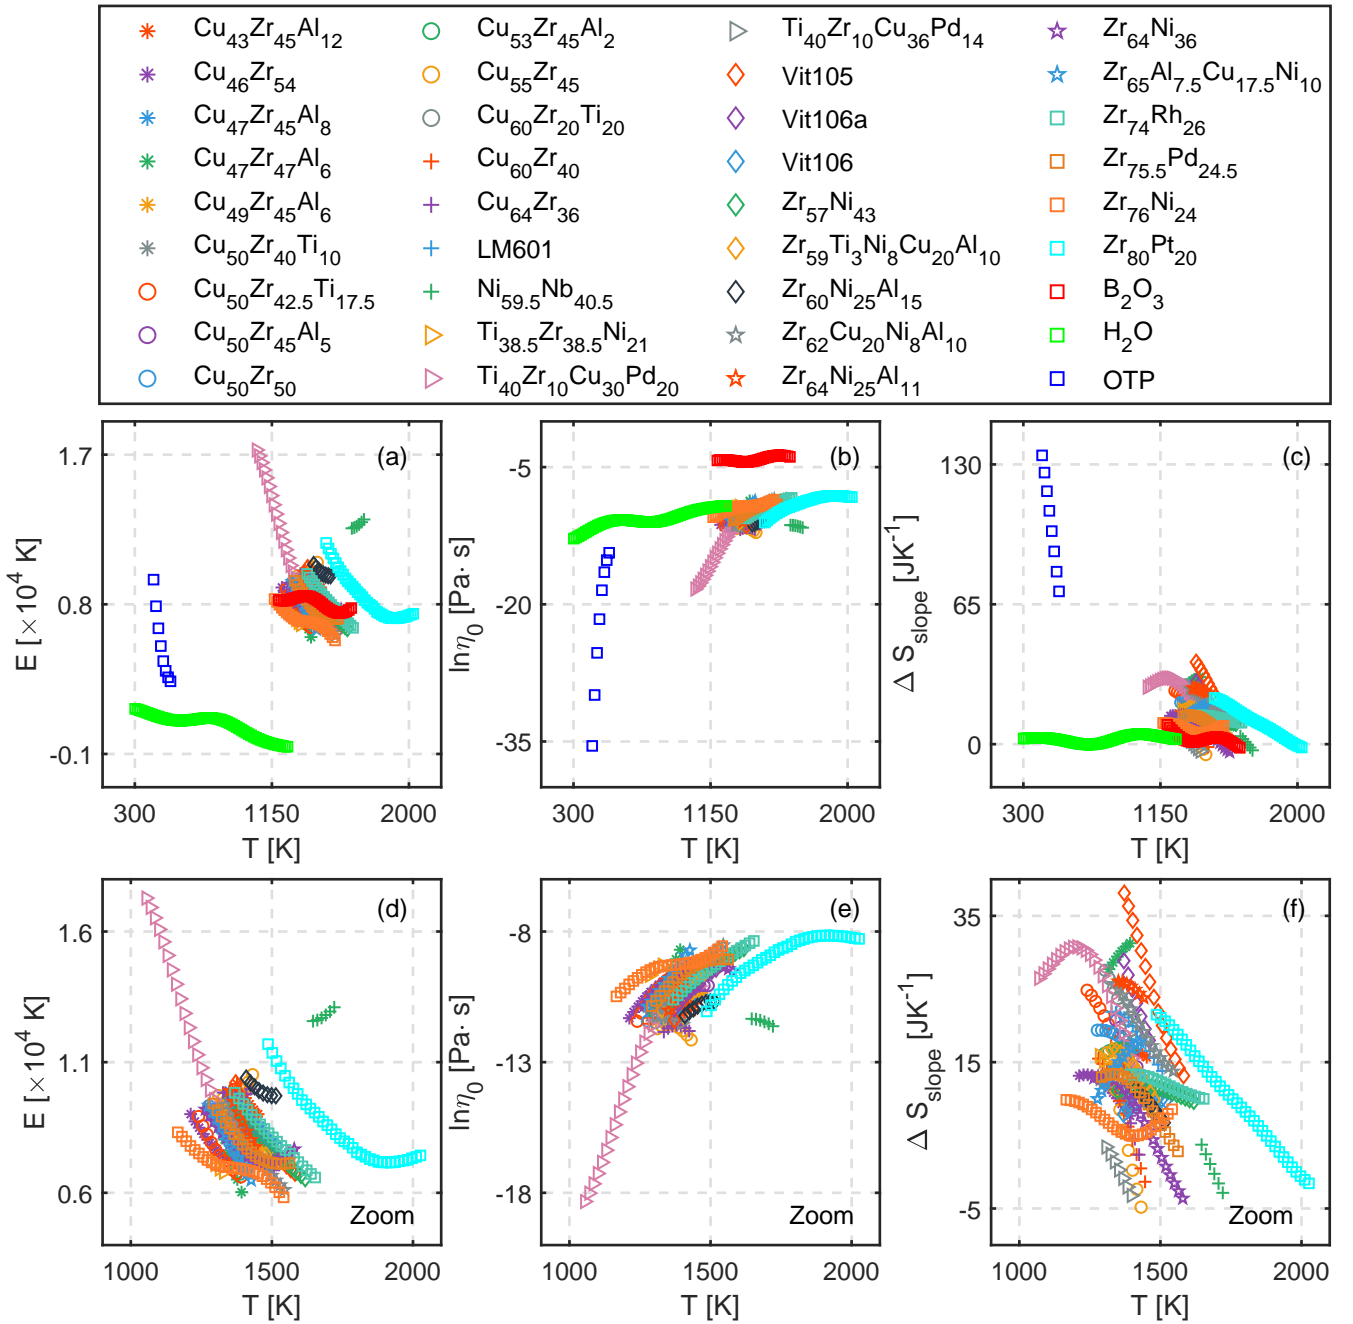 Cu43Zr45Al12 Cu53Zr45Al2 Ti40Zr10Cu36Pd14 Zr64Ni36
Cu46Zr54 Cu55Zr45 Vit105 Zr65Al7.5Cu17.5Ni10
Cu47Zr45Al8 Cu60Zr20Ti20 Vit106a Zr74Rh26
Cu47Zr47Al6 Cu60Zr40 Vit106 Zr75.5Pd24.5
Cu49Zr45Al6 Cu64Zr36 Zr57Ni43 Zr76Ni24
Cu50Zr40Ti10 LM601 Zr59Ti3Ni8Cu20Al10 Zr80Pt20
Cu50Zr42.5Ti17.5 Ni59.5Nb40.5 Zr60Ni25Al15 B2O3
Cu50Zr45Al5 Ti38.5Zr38.5Ni21 Zr62Cu20Ni8Al10 H2O
Cu50Zr50 Ti40Zr10Cu30Pd20 Zr64Ni25Al11 OTP
(a)
E [×10^4 K]
1.7
0.8
-0.1
300 1150 2000
T [K]
(b)
lnη0 [Pa· s]
-5
-20
-35
300 1150 2000
T [K]
(c)
Δ Sslope [JK^-1]
130
65
0
300 1150 2000
T [K]
(d)
E [×10^4 K]
1.6
1.1
0.6
Zoom
1000 1500 2000
T [K]
(e)
lnη0 [Pa· s]
-8
-13
-18
Zoom
1000 1500 2000
T [K]
(f)
Δ Sslope [JK^-1]
35
15
-5
Zoom
1000 1500 2000
T [K]